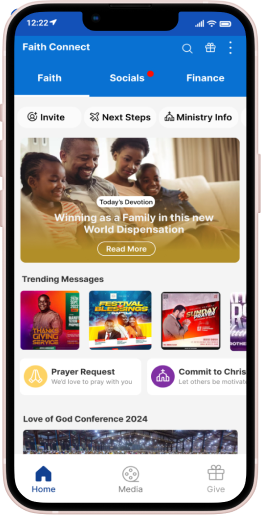 12:22
Faith Connect
Faith
Socials
Finance
Invite
Next Steps
Ministry Info
Today's Devotion
Winning as a Family in this new
World Dispensation
Read More
Trending Messages
THANKS
GIVING
SERVICE
FESTIVAL
BLESSINGS
SUNDAY
Prayer Request
We'd love to pray with you
Commit to Chris
Let others be motivate
Love of God Conference 2024
Home
Media
Give